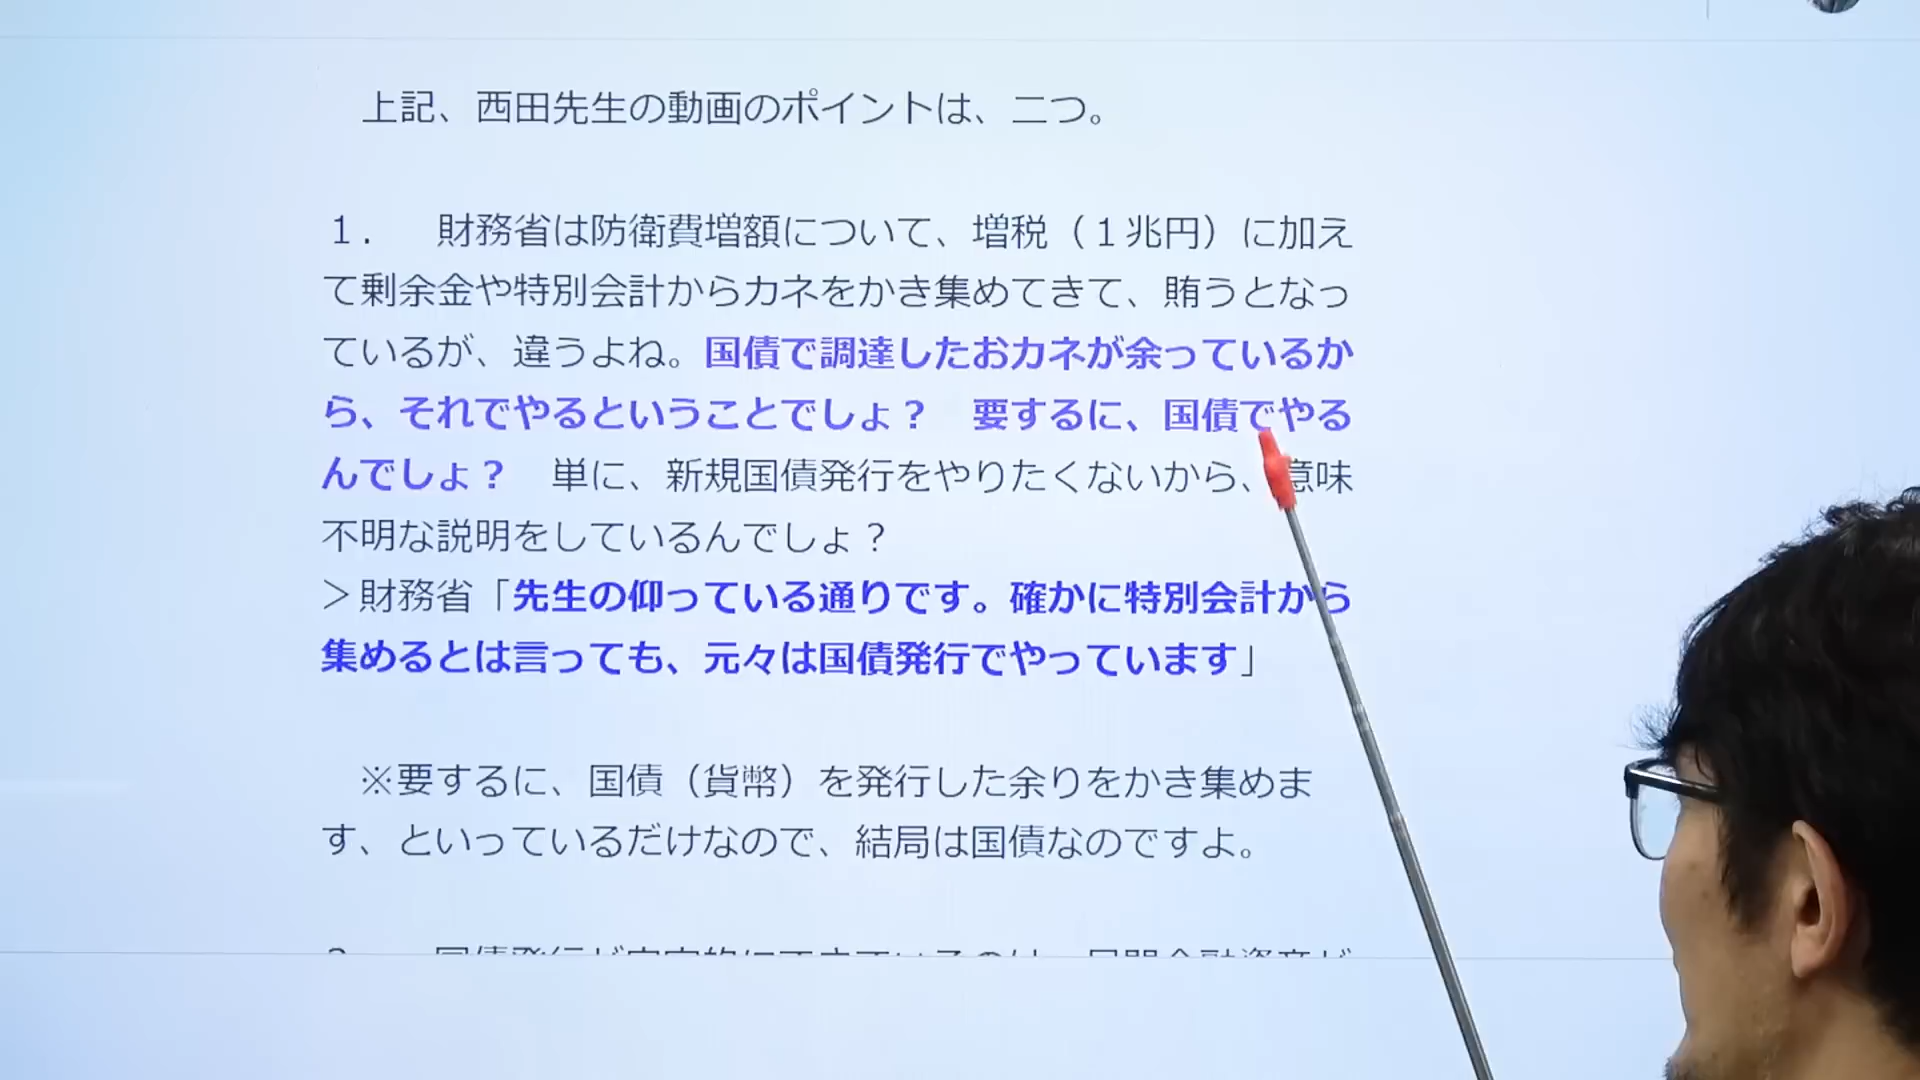 上記、西田先生の動画のポイントは、二つ。
１．　財務省は防衛費増額について、増税（１兆円）に加え
て剰余金や特別会計からカネをかき集めてきて、賄うとなっ
ているが、違うよね。国債で調達したおカネが余っているか
ら、それでやるということでしょ？　要するに、国債でやる
んでしょ？　単に、新規国債発行をやりたくないから、意味
不明な説明をしているんでしょ？
＞財務省「先生の仰っている通りです。確かに特別会計から
集めるとは言っても、元々は国債発行でやっています」
※要するに、国債（貨幣）を発行した余りをかき集めま
す、といっているだけなので、結局は国債なのですよ。